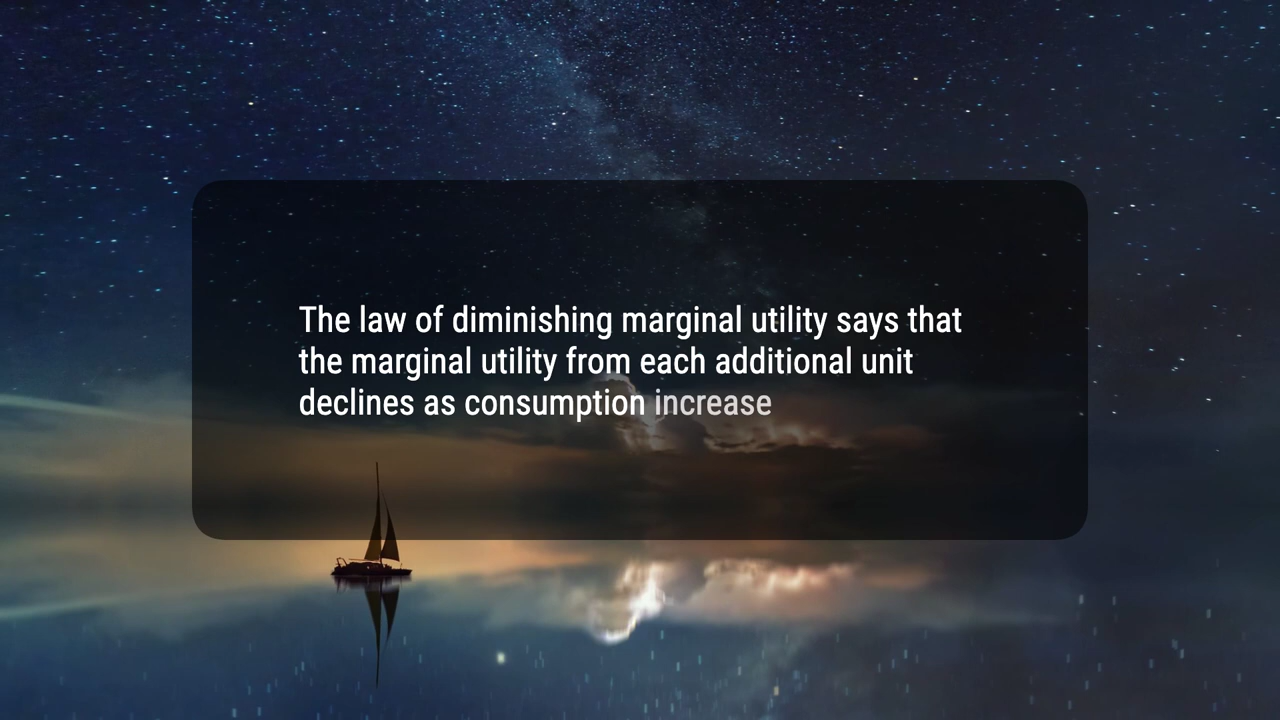 The law of diminishing marginal utility says that
the marginal utility from each additional unit
declines as consumption increase